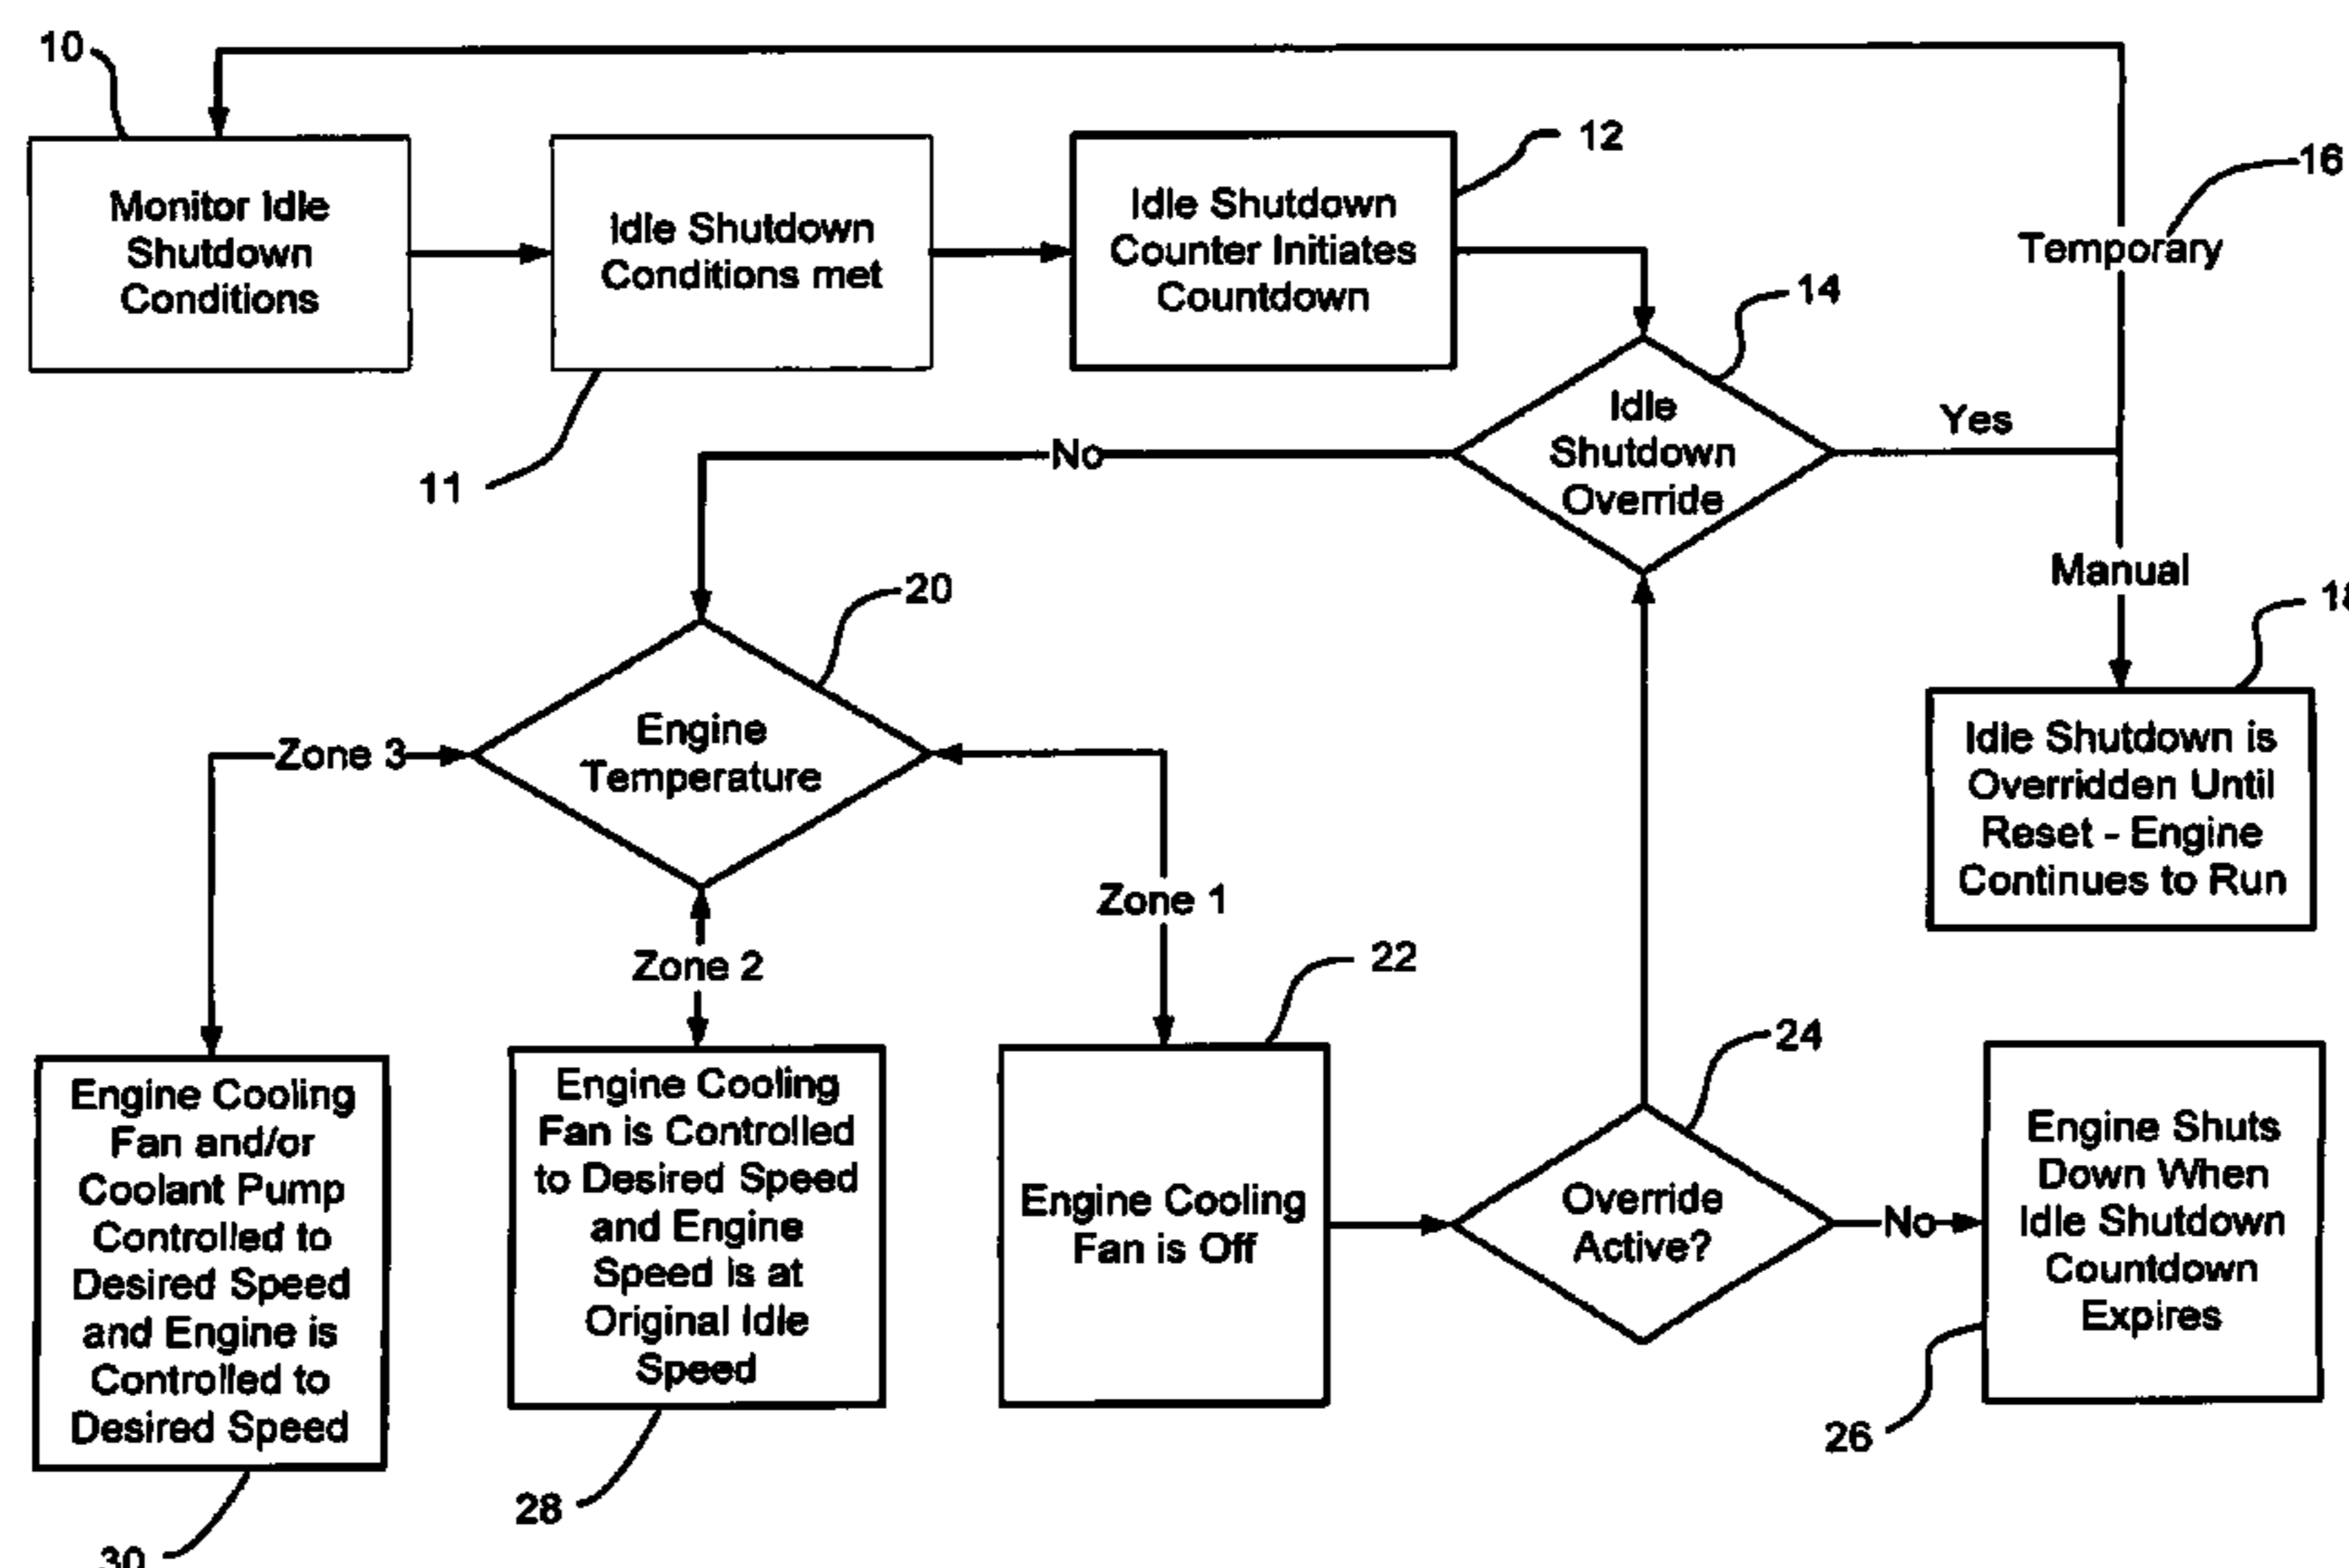 10
Monitor Idle
Shutdown
Conditions
Idle Shutdown
Conditions met
11
Idle Shutdown
Counter Initiates
Countdown
12
16
Temporary
14
Idle
Shutdown
Override
Yes
No
Manual
18
Idle Shutdown is
Overridden Until
Reset - Engine
Continues to Run
20
Engine
Temperature
Zone 3
Zone 2
Zone 1
22
24
Engine Cooling
Fan and/or
Coolant Pump
Controlled to
Desired Speed
and Engine is
Controlled to
Desired Speed
30
Engine Cooling
Fan is Controlled
to Desired Speed
and Engine
Speed is at
Original Idle
Speed
28
Engine Cooling
Fan is Off
Override
Active?
No
Engine Shuts
Down When
Idle Shutdown
Countdown
Expires
26